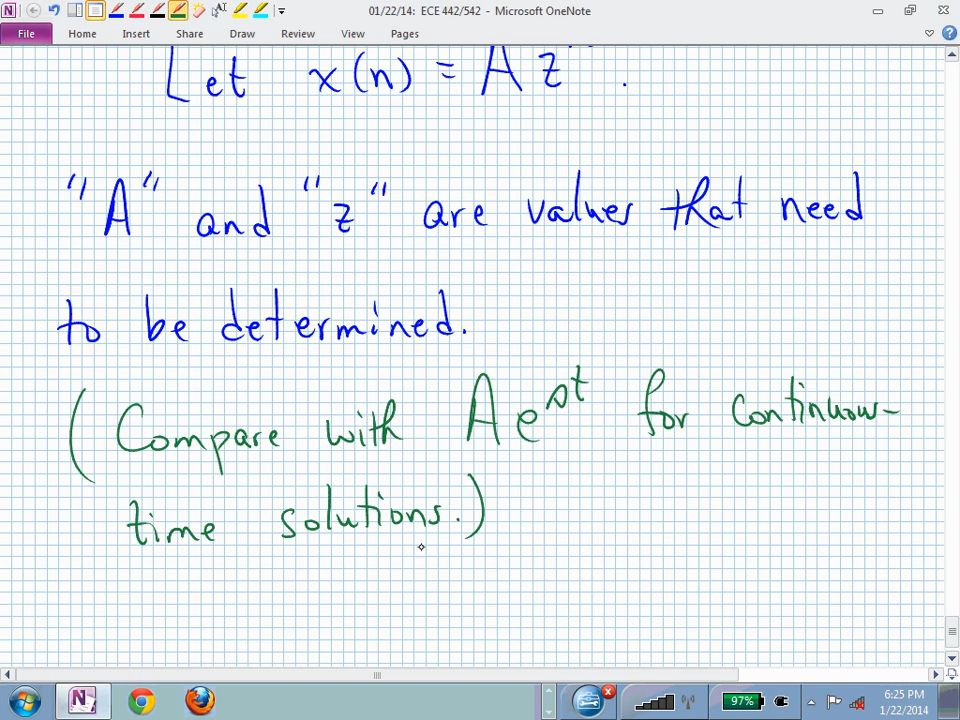 01/22/14: ECE 442/542 - Microsoft OneNote
File Home Insert Share Draw Review View Pages
Let x(n) = A z .
"A" and "z" are values that need
to be determined.
(Compare with A e^st for continuous-
time solutions.)
97%
6:25 PM
1/22/2014